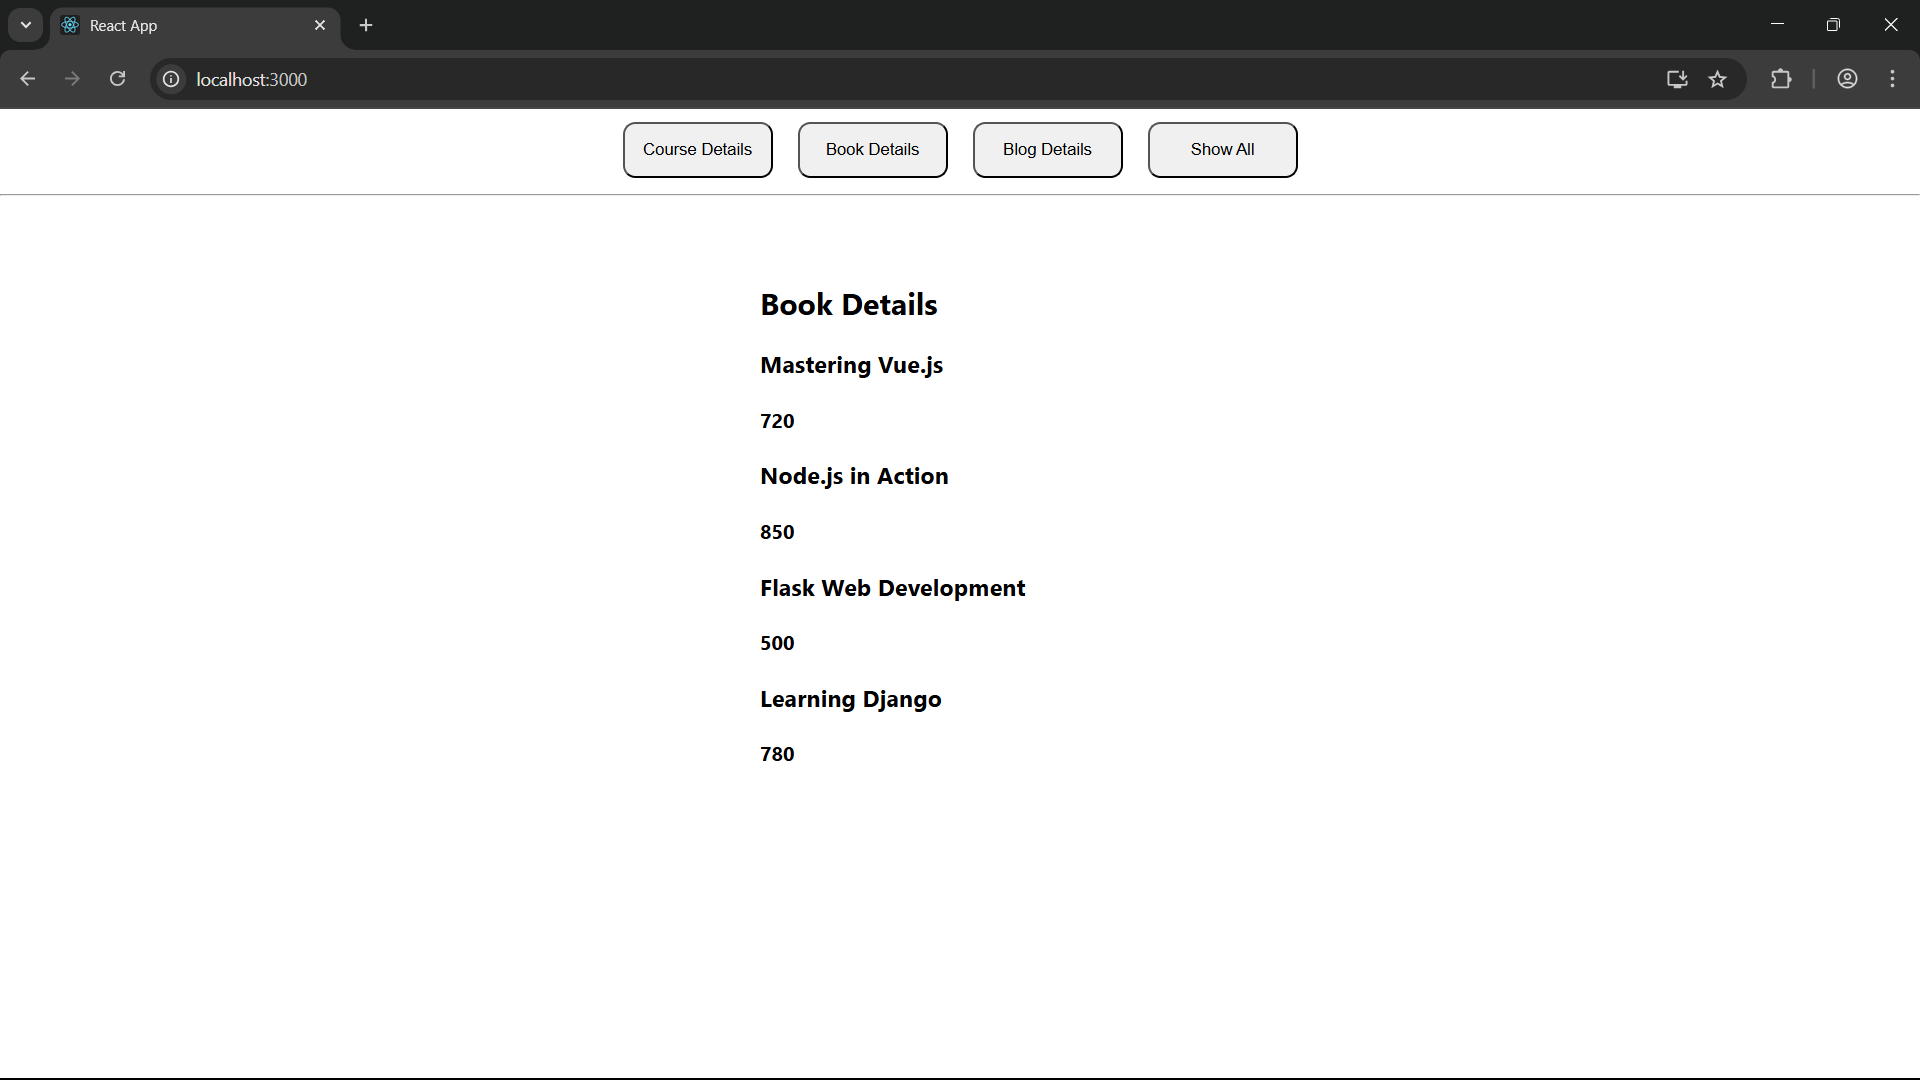 React App
localhost:3000
Course Details Book Details Blog Details Show All
Book Details
Mastering Vue.js
720
Node.js in Action
850
Flask Web Development
500
Learning Django
780